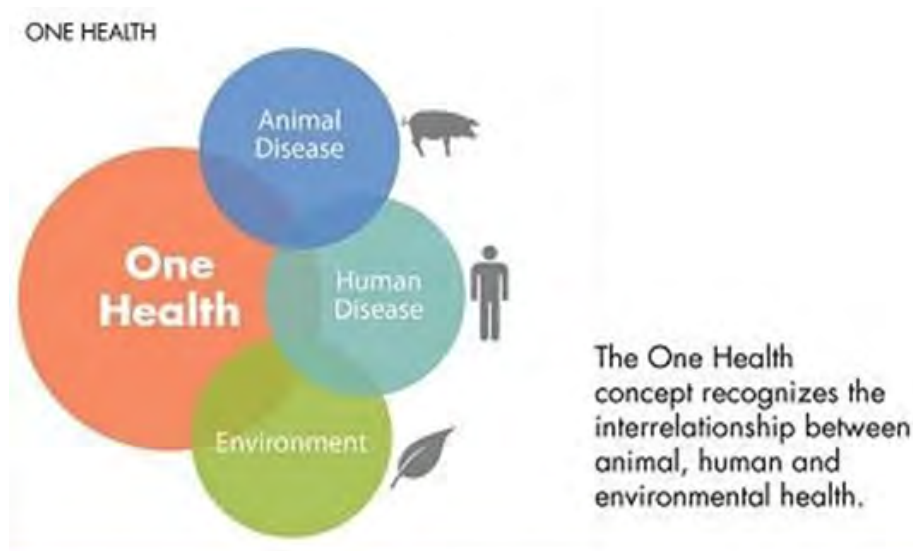 ONE HEALTH
Animal
Disease
One
Health
Human
Disease
Environment
The One Health
concept recognizes the
interrelationship between
animal, human and
environmental health.